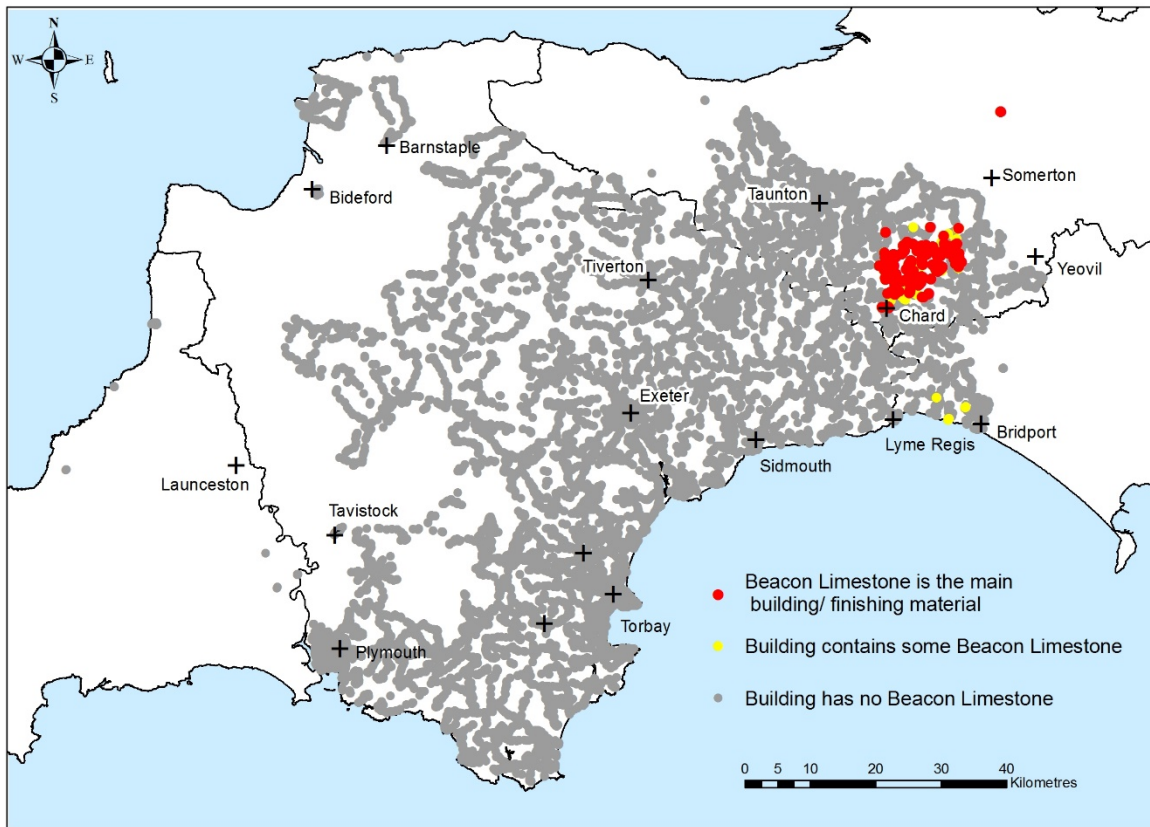 N
W E
S
Barnstaple
Bideford
Somerton
Taunton
Yeovil
Tiverton
Chard
Exeter
Lyme Regis
Bridport
Sidmouth
Launceston
Tavistock
Torbay
Plymouth
Beacon Limestone is the main
building/ finishing material
Building contains some Beacon Limestone
Building has no Beacon Limestone
0 5 10 20 30 40
Kilometres